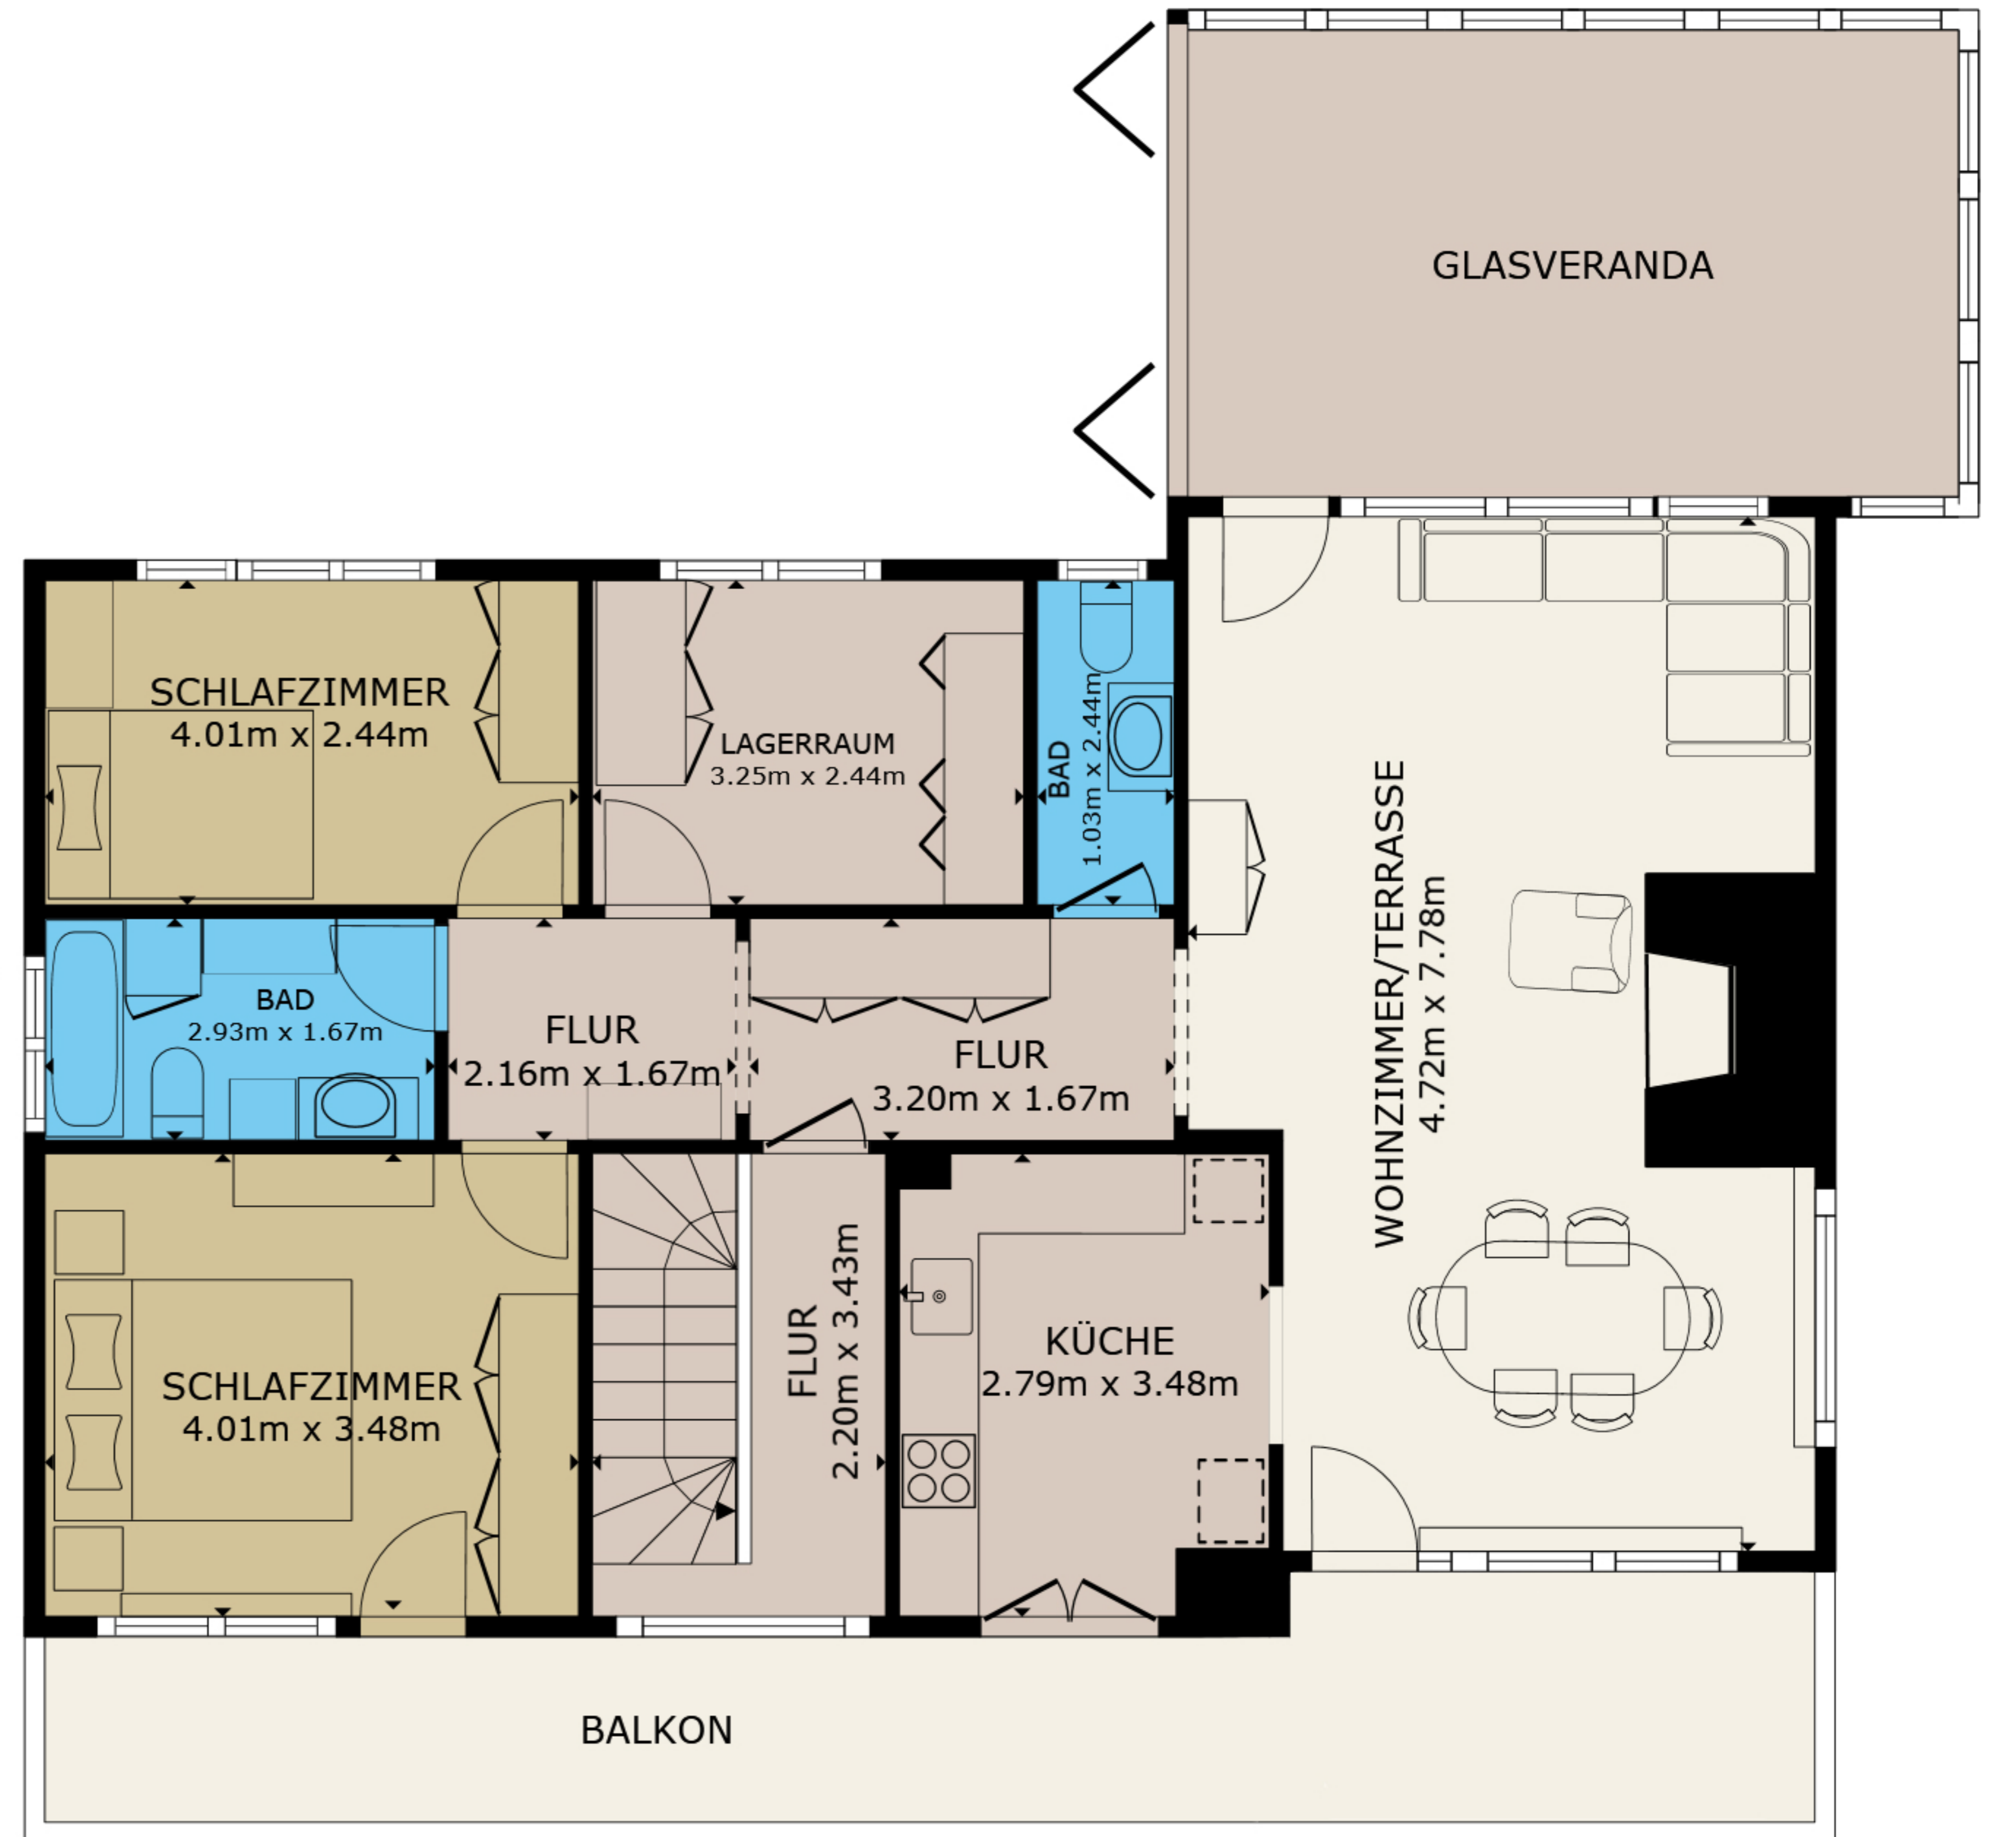 GLASVERANDA
SCHLAFZIMMER
4.01m x 2.44m
LAGERRAUM
3.25m x 2.44m
BAD
1.03m x 2.44m
WOHNZIMMER/TERRASSE
4.72m x 7.78m
BAD
2.93m x 1.67m
FLUR
2.16m x 1.67m
FLUR
3.20m x 1.67m
SCHLAFZIMMER
4.01m x 3.48m
FLUR
2.20m x 3.43m
KÜCHE
2.79m x 3.48m
BALKON